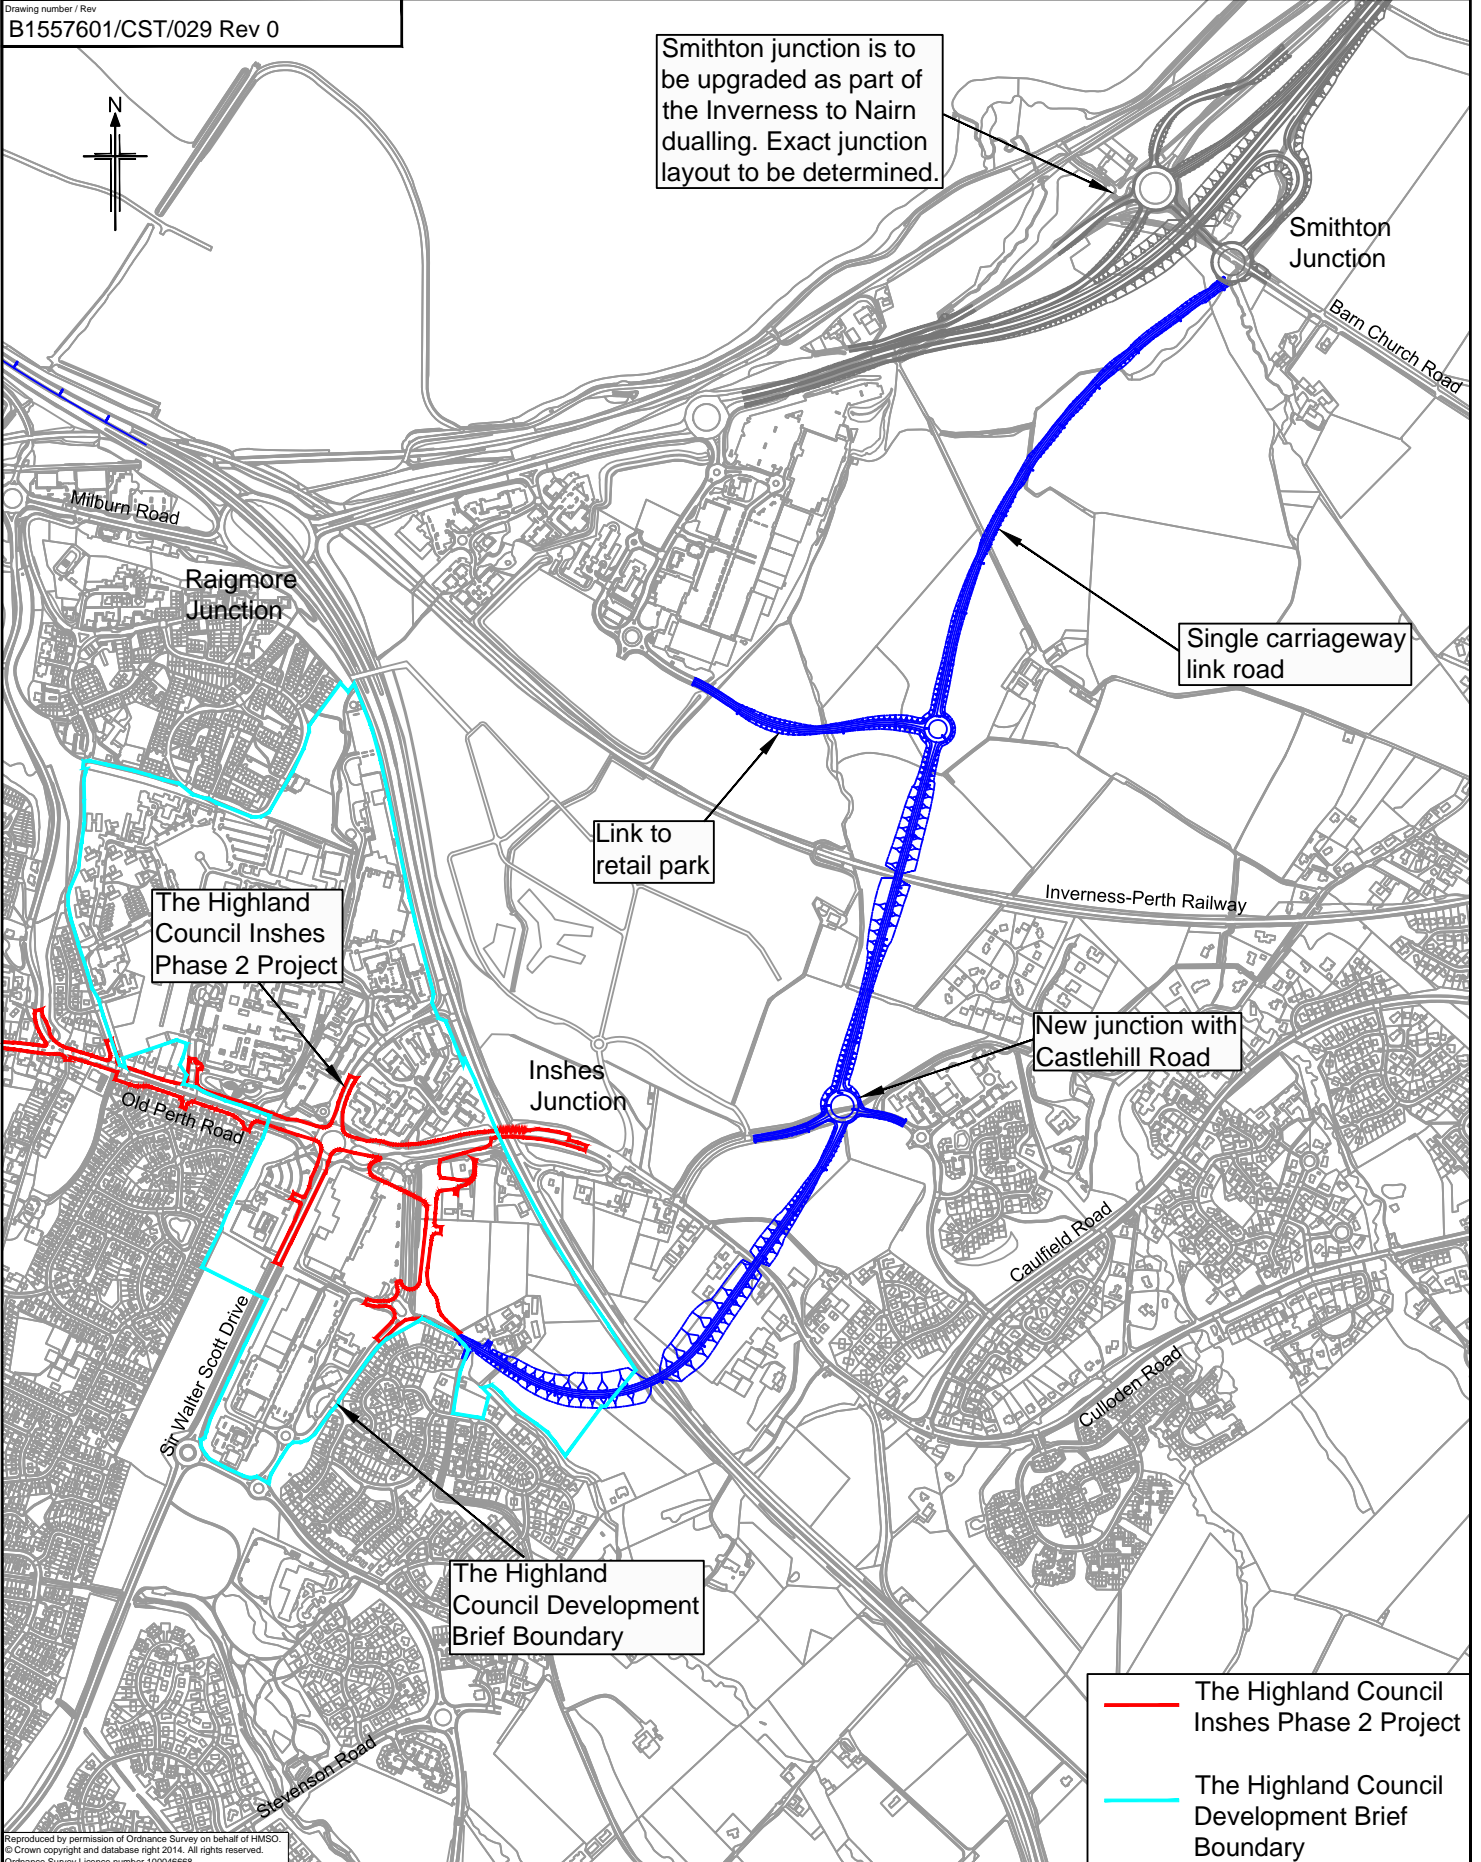 Drawing number / Rev
B1557601/CST/029 Rev 0
N
Smithton junction is to
be upgraded as part of
the Inverness to Nairn
dualling. Exact junction
layout to be determined.
Smithton
Junction
Barn Church Road
Milburn Road
Raigmore
Junction
Single carriageway
link road
Link to
retail park
Inverness-Perth Railway
The Highland
Council Inshes
Phase 2 Project
New junction with
Castlehill Road
Inshes
Junction
Old Perth Road
Caulfield Road
Sir Walter Scott Drive
Culloden Road
The Highland
Council Development
Brief Boundary
Stevenson Road
The Highland Council
Inshes Phase 2 Project
The Highland Council
Development Brief
Boundary
Reproduced by permission of Ordnance Survey on behalf of HMSO.
© Crown copyright and database right 2014. All rights reserved.
Ordnance Survey Licence number 100046668